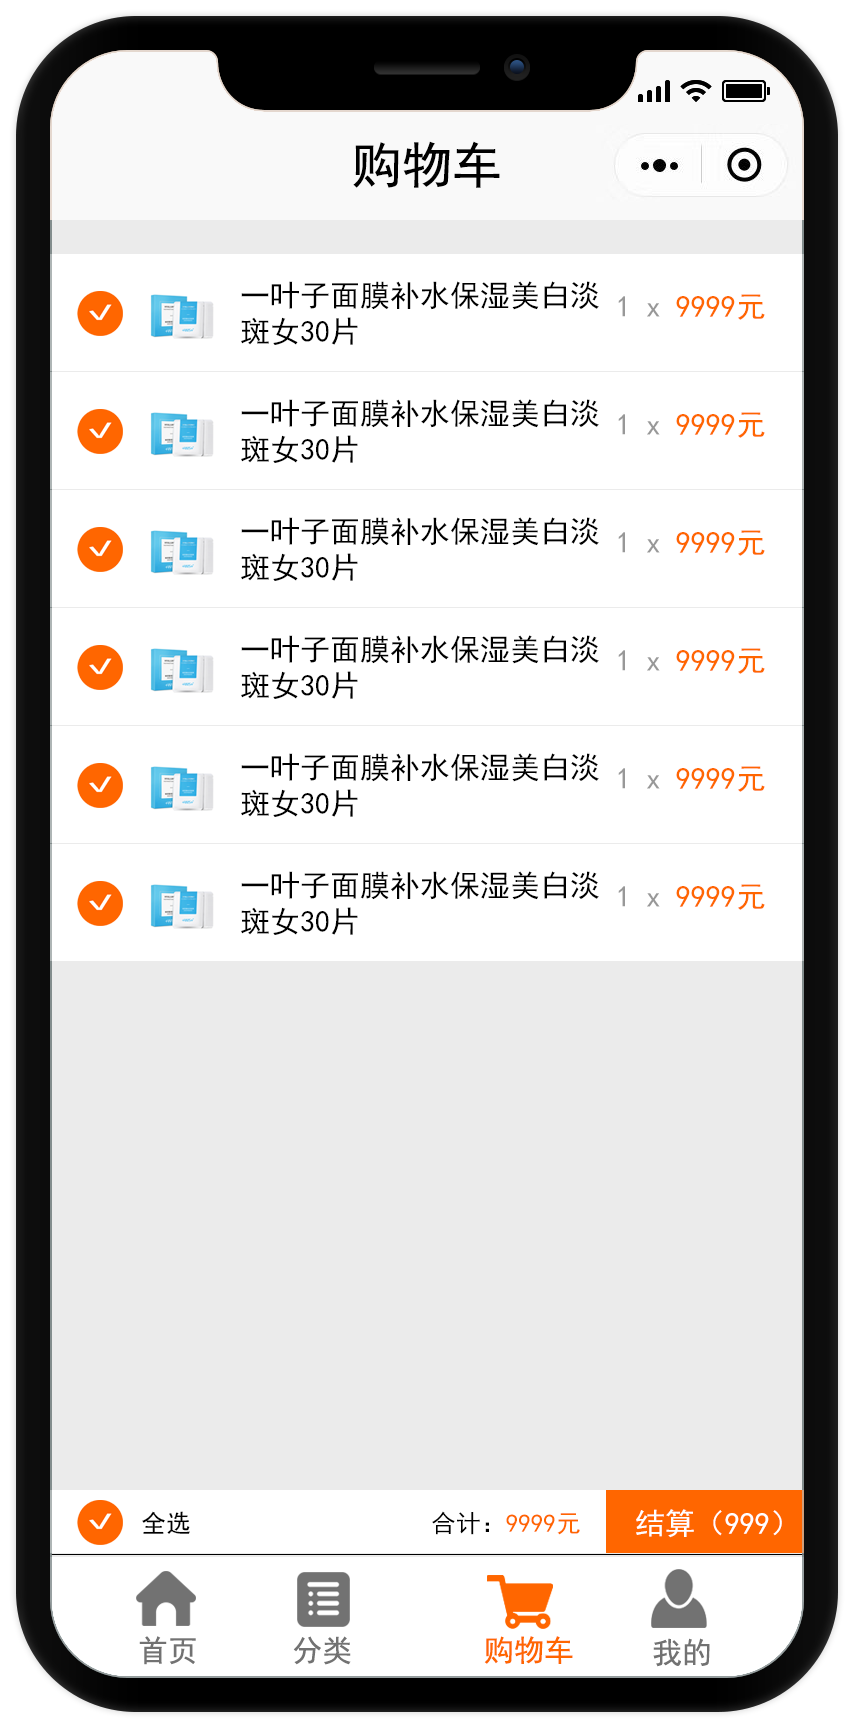 购物车
一叶子面膜补水保湿美白淡
斑女30片
1 x 9999元
一叶子面膜补水保湿美白淡
斑女30片
1 x 9999元
一叶子面膜补水保湿美白淡
斑女30片
1 x 9999元
一叶子面膜补水保湿美白淡
斑女30片
1 x 9999元
一叶子面膜补水保湿美白淡
斑女30片
1 x 9999元
一叶子面膜补水保湿美白淡
斑女30片
1 x 9999元
全选 合计：9999元 结算（999）
首页 分类 购物车 我的